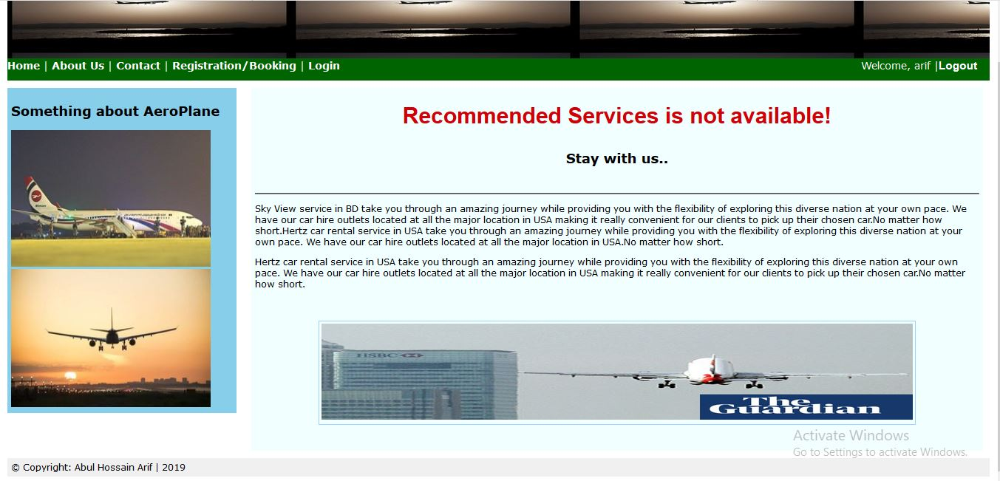 Home | About Us | Contact | Registration/Booking | Login
Welcome, arif |Logout
Something about AeroPlane
Recommended Services is not available!
Stay with us..
Sky View service in BD take you through an amazing journey while providing you with the flexibility of exploring this diverse nation at your own pace. We
have our car hire outlets located at all the major location in USA making it really convenient for our clients to pick up their chosen car.No matter how
short.Hertz car rental service in USA take you through an amazing journey while providing you with the flexibility of exploring this diverse nation at your
own pace. We have our car hire outlets located at all the major location in USA.No matter how short.
Hertz car rental service in USA take you through an amazing journey while providing you with the flexibility of exploring this diverse nation at your own
pace. We have our car hire outlets located at all the major location in USA making it really convenient for our clients to pick up their chosen car.No matter
how short.
HSBC
The
Guardian
Activate Windows
Go to Settings to activate Windows.
© Copyright: Abul Hossain Arif | 2019